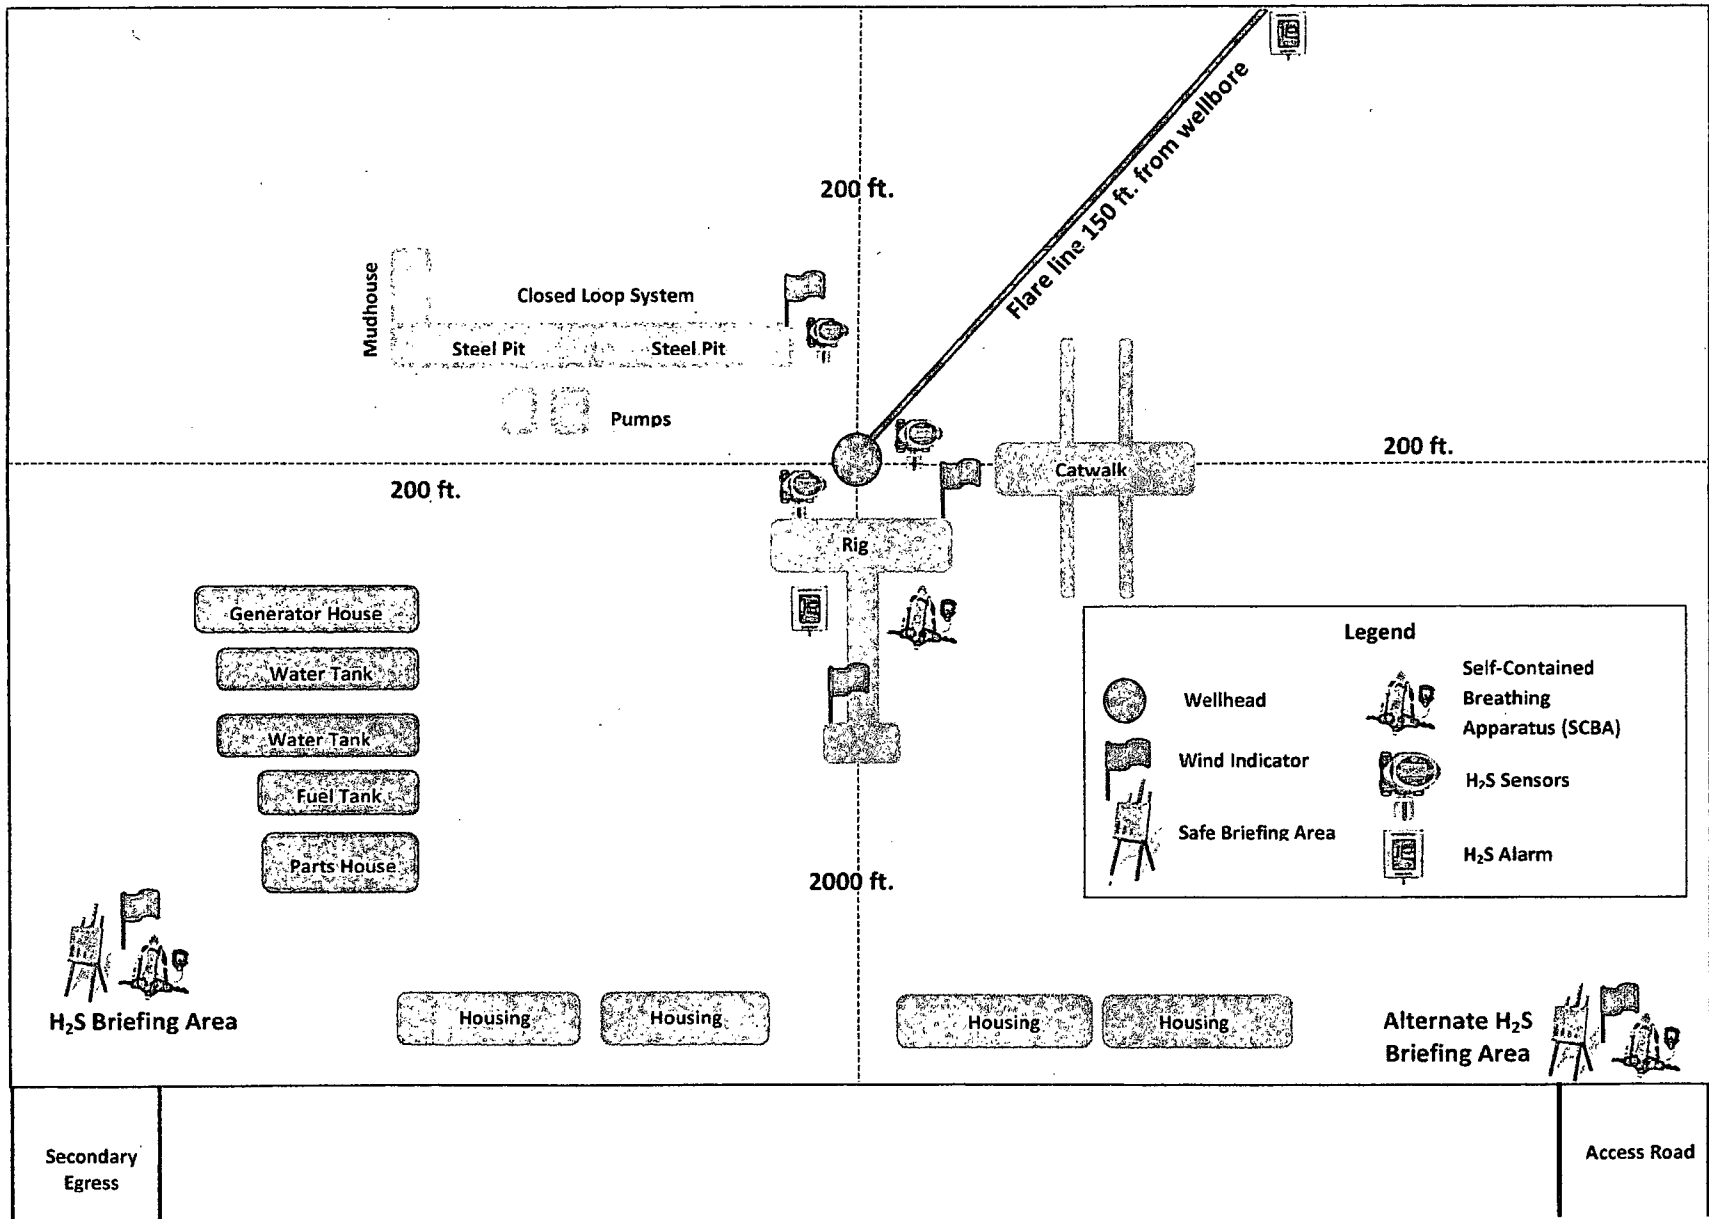 Flare line 150 ft. from wellbore
200 ft.
Mudhouse
Closed Loop System
Steel Pit
Steel Pit
Pumps
200 ft.
Catwalk
200 ft.
Rig
Generator House
Water Tank
Water Tank
Fuel Tank
Parts House
2000 ft.
Legend
Wellhead
Wind Indicator
Safe Briefing Area
Self-Contained
Breathing
Apparatus (SCBA)
H₂S Sensors
H₂S Alarm
H₂S Briefing Area
Housing
Housing
Housing
Housing
Alternate H₂S
Briefing Area
Secondary
Egress
Access Road